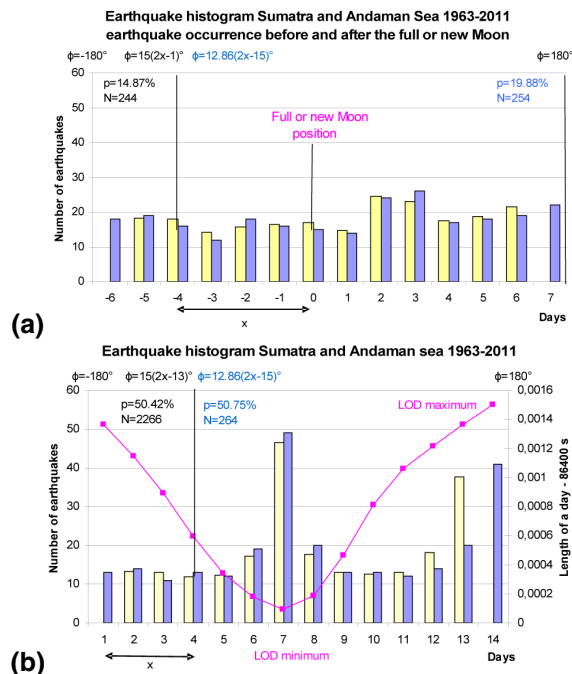 Earthquake histogram Sumatra and Andaman Sea 1963-2011
earthquake occurrence before and after the full or new Moon
ϕ=-180° ϕ=15(2x-1)° ϕ=12.86(2x-15)° ϕ=180°
60
50
40
30
20
10
0
Number of earthquakes
p=14.87%
N=244
p=19.88%
N=254
Full or new Moon
position
-6 -5 -4 -3 -2 -1 0 1 2 3 4 5 6 7
x
Days
(a)
Earthquake histogram Sumatra and Andaman sea 1963-2011
ϕ=-180° ϕ=15(2x-13)° ϕ=12.86(2x-15)° ϕ=180°
60
50
40
30
20
10
0
Number of earthquakes
p=50.42%
N=2266
p=50.75%
N=264
LOD maximum
0,0016
0,0014
0,0012
0,001
0,0008
0,0006
0,0004
0,0002
0
Length of a day - 86400 s
1 2 3 4 5 6 7 8 9 10 11 12 13 14
x
LOD minimum
Days
(b)